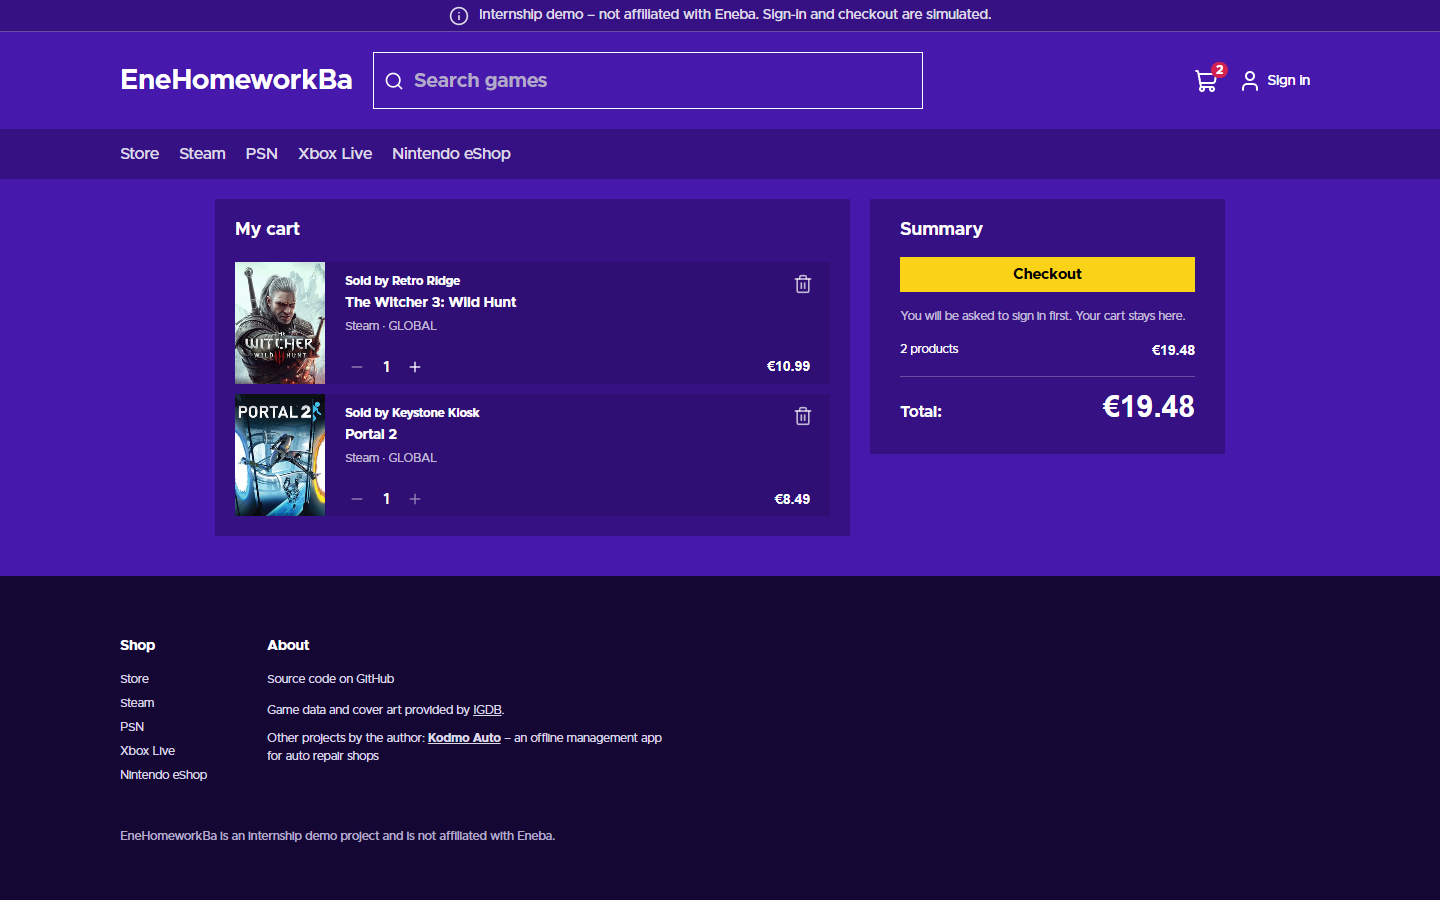 Internship demo – not affiliated with Eneba. Sign-in and checkout are simulated.
EneHomeworkBa
Search games
2
Sign in
Store
Steam
PSN
Xbox Live
Nintendo eShop
My cart
Sold by Retro Ridge
The Witcher 3: Wild Hunt
Steam · GLOBAL
1
€10.99
THE
WITCHER
WILD HUNT
Sold by Keystone Kiosk
Portal 2
Steam · GLOBAL
1
€8.49
PORTAL 2
Summary
Checkout
You will be asked to sign in first. Your cart stays here.
2 products
€19.48
Total:
€19.48
Shop
Store
Steam
PSN
Xbox Live
Nintendo eShop
About
Source code on GitHub
Game data and cover art provided by IGDB.
Other projects by the author: Kodmo Auto – an offline management app
for auto repair shops
EneHomeworkBa is an internship demo project and is not affiliated with Eneba.